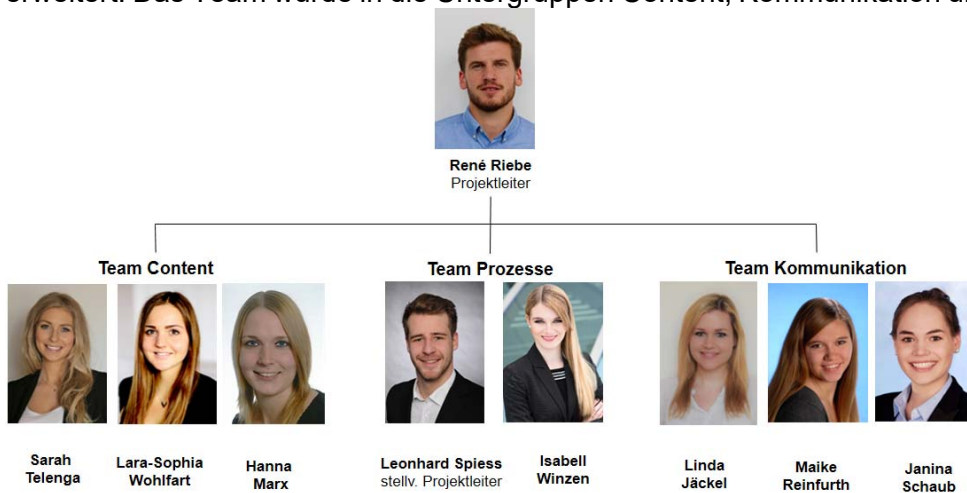 erweitert. Das Team wurde in die Untergruppen Content, Kommunikation
René Riebe
Projektleiter
Team Content
Team Prozesse
Team Kommunikation
Sarah
Telenga
Lara-Sophia
Wohlfart
Hanna
Marx
Leonhard Spiess
stellv. Projektleiter
Isabell
Winzen
Linda
Jäckel
Maike
Reinfurth
Janina
Schaub